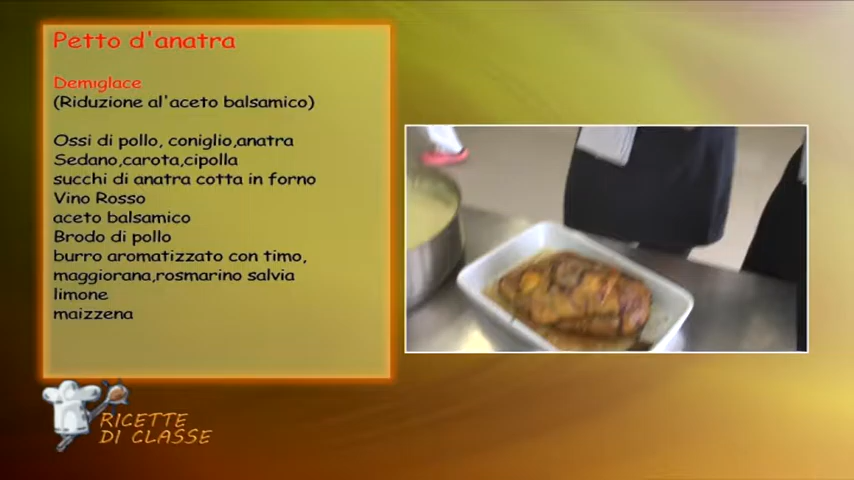 Petto d'anatra
Demiglace
(Riduzione al'aceto balsamico)
Ossi di pollo, coniglio,anatra
Sedano,carota,cipolla
succhi di anatra cotta in forno
Vino Rosso
aceto balsamico
Brodo di pollo
burro aromatizzato con timo,
maggiorana,rosmarino salvia
limone
maizzena
RICETTE
DI CLASSE